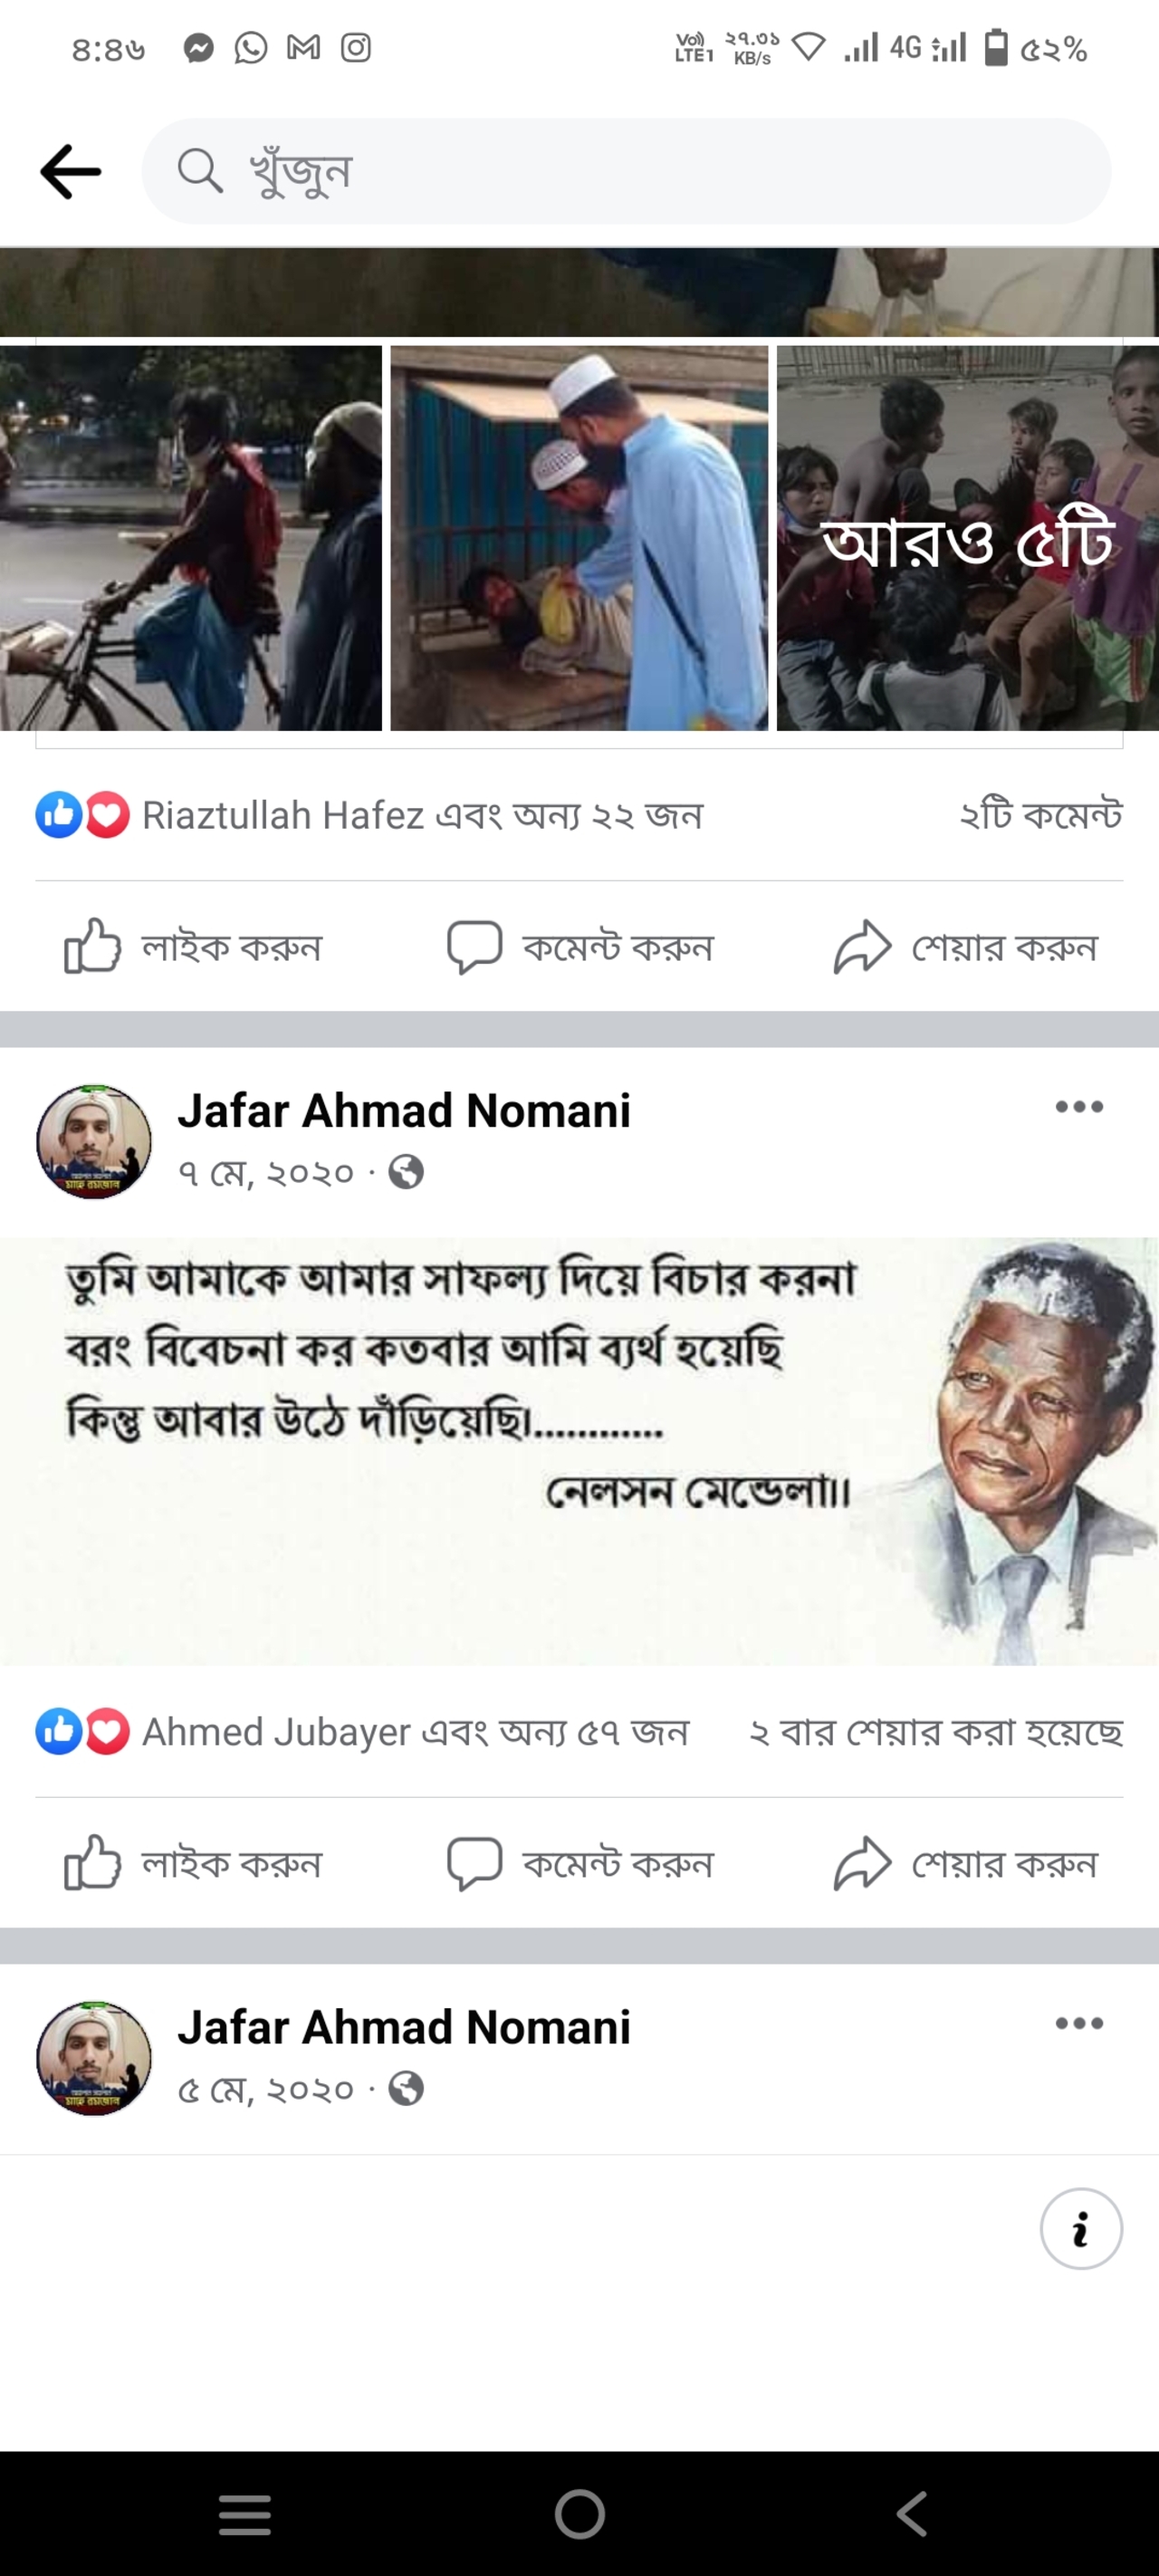 ৪:৪৬
Vo) LTE1 ২৭.৩১ KB/s 4G ৫২%
খুঁজুন
আরও ৫টি
Riaztullah Hafez এবং অন্য ২২ জন ২টি কমেন্ট
লাইক করুন কমেন্ট করুন শেয়ার করুন
Jafar Ahmad Nomani
৭ মে, ২০২০ ·
তুমি আমাকে আমার সাফল্য দিয়ে বিচার করনা
বরং বিবেচনা কর কতবার আমি ব্যর্থ হয়েছি
কিন্তু আবার উঠে দাঁড়িয়েছি।............
নেলসন মেন্ডেলা।।
Ahmed Jubayer এবং অন্য ৫৭ জন ২ বার শেয়ার করা হয়েছে
লাইক করুন কমেন্ট করুন শেয়ার করুন
Jafar Ahmad Nomani
৫ মে, ২০২০ ·